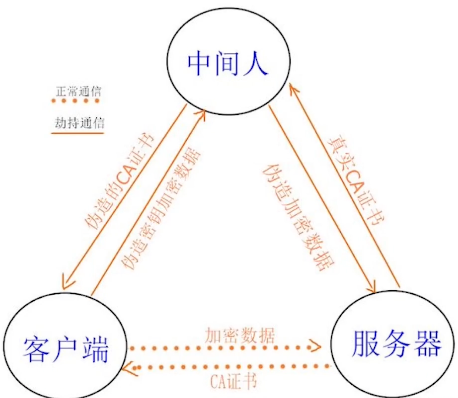 中间人
正常通信
劫持通信
伪造的CA证书
伪造密钥加密数据
伪造加密数据
真实CA证书
客户端
加密数据
服务器
CA证书